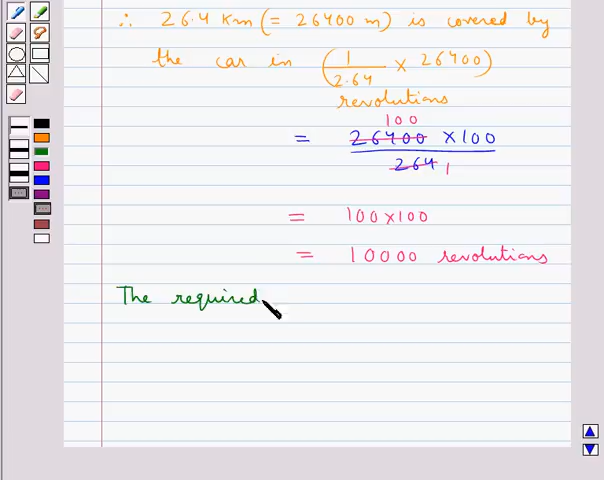 ∴ 26.4 Km (= 26400 m) is covered by
the car in (1/2.64 × 26400)
revolutions
100
= 26400 × 100
264 1
= 100 × 100
= 10000 revolutions
The required